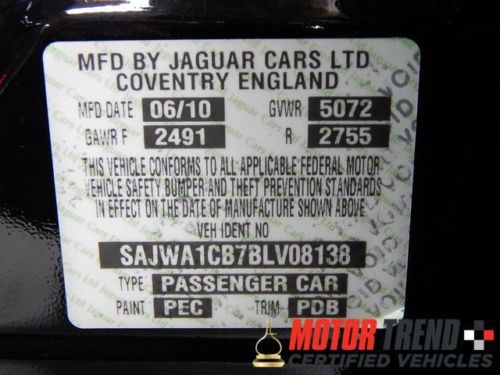 MFD BY JAGUAR CARS LTD
COVENTRY ENGLAND
MFD DATE 06/10 GVWR 5072
GAWR F 2491 R 2755
THIS VEHICLE CONFORMS TO ALL APPLICABLE FEDERAL MOTOR
VEHICLE SAFETY BUMPER AND THEFT PREVENTION STANDARDS
IN EFFECT ON THE DATE OF MANUFACTURE SHOWN ABOVE.
VEH IDENT NO
SAJWA1CB7BLV08138
TYPE PASSENGER CAR
PAINT PEC TRIM PDB
MOTOR TREND
CERTIFIED VEHICLES